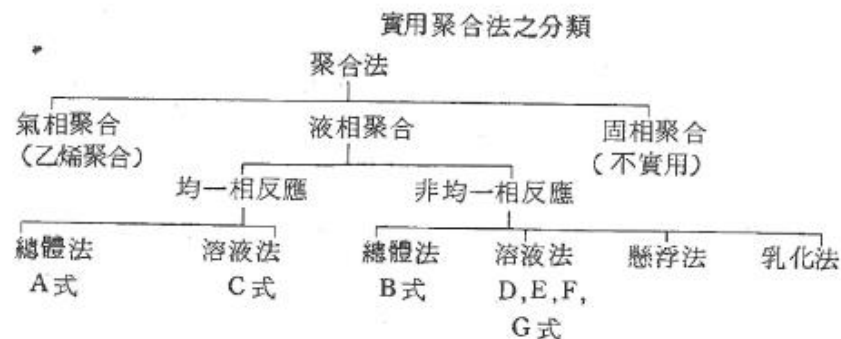 實用聚合法之分類
聚合法
氣相聚合 液相聚合 固相聚合
(乙烯聚合) (不實用)
均一相反應 非均一相反應
總體法 溶液法 總體法 溶液法 懸浮法 乳化法
A式 C式 B式 D,E,F,
G式